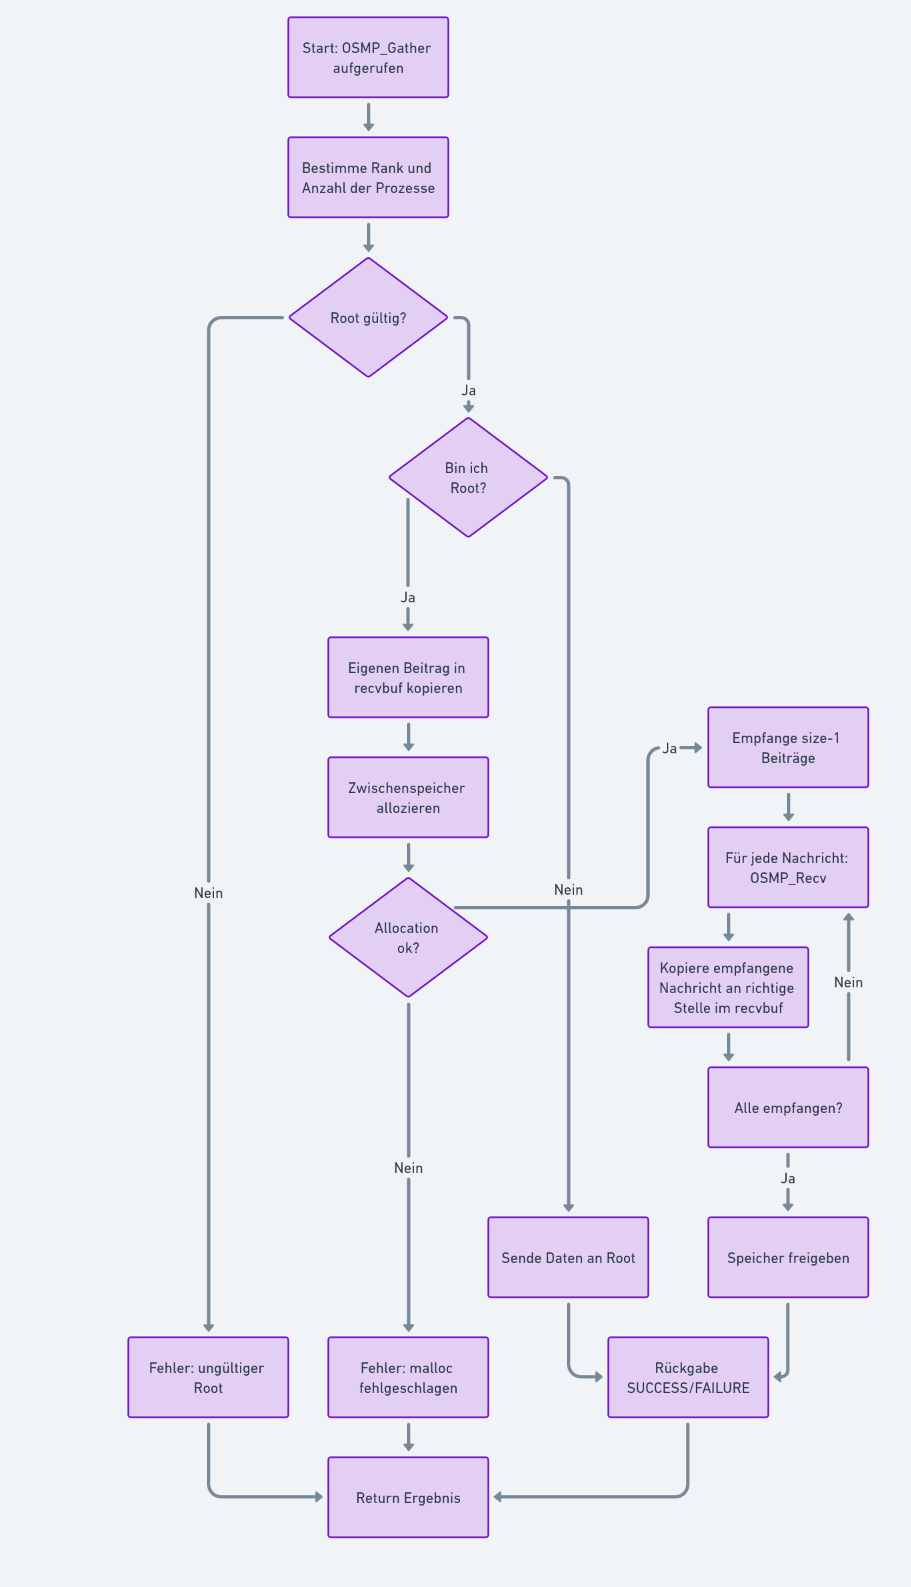 Start: OSMP_Gather
aufgerufen
Bestimme Rank und
Anzahl der Prozesse
Root gültig?
Ja
Bin ich
Root?
Ja
Eigenen Beitrag in
recvbuf kopieren
Zwischenspeicher
allozieren
Ja
Empfange size-1
Beiträge
Für jede Nachricht:
OSMP_Recv
Nein
Nein
Allocation
ok?
Kopiere empfangene
Nachricht an richtige
Stelle im recvbuf
Nein
Alle empfangen?
Nein
Ja
Sende Daten an Root
Speicher freigeben
Fehler: ungültiger
Root
Fehler: malloc
fehlgeschlagen
Rückgabe
SUCCESS/FAILURE
Return Ergebnis